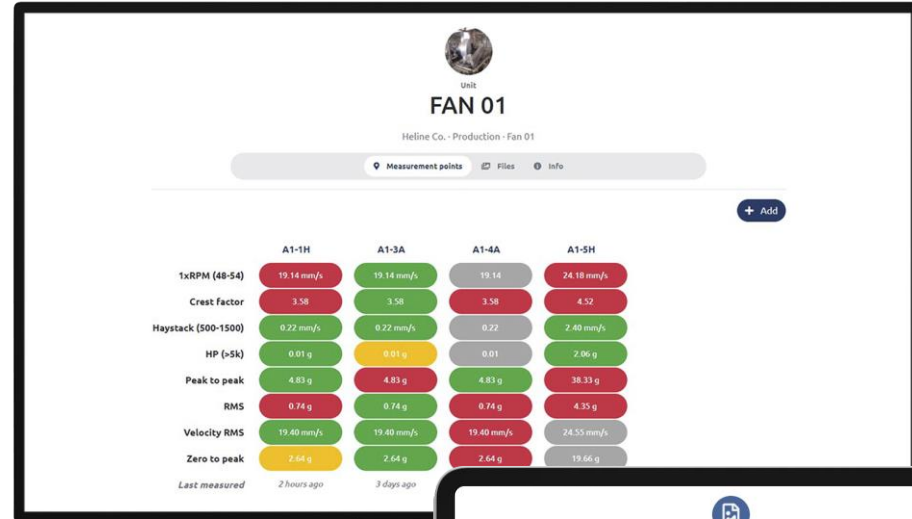 Unit
FAN 01
Heline Co. - Production - Fan 01
Measurement points Files Info
+ Add
A1-1H A1-3A A1-4A A1-5H
1xRPM (48-54) 19.14 mm/s 19.14 mm/s 19.14 24.18 mm/s
Crest factor 3.58 3.58 3.58 4.52
Haystack (500-1500) 0.22 mm/s 0.22 mm/s 0.22 2.40 mm/s
HP (>5k) 0.01 g 0.01 g 0.01 2.06 g
Peak to peak 4.83 g 4.83 g 4.83 g 38.33 g
RMS 0.74 g 0.74 g 0.74 g 4.35 g
Velocity RMS 19.40 mm/s 19.40 mm/s 19.40 mm/s 24.55 mm/s
Zero to peak 2.64 g 2.64 g 2.64 g 19.66 g
Last measured 2 hours ago 3 days ago